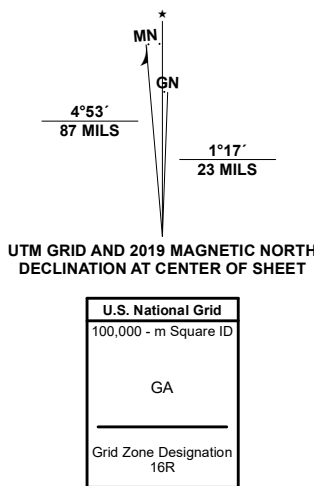 ★
MN
GN
4°53´
87 MILS
1°17´
23 MILS
UTM GRID AND 2019 MAGNETIC NORTH
DECLINATION AT CENTER OF SHEET
U.S. National Grid
100,000 - m Square ID
GA
Grid Zone Designation
16R